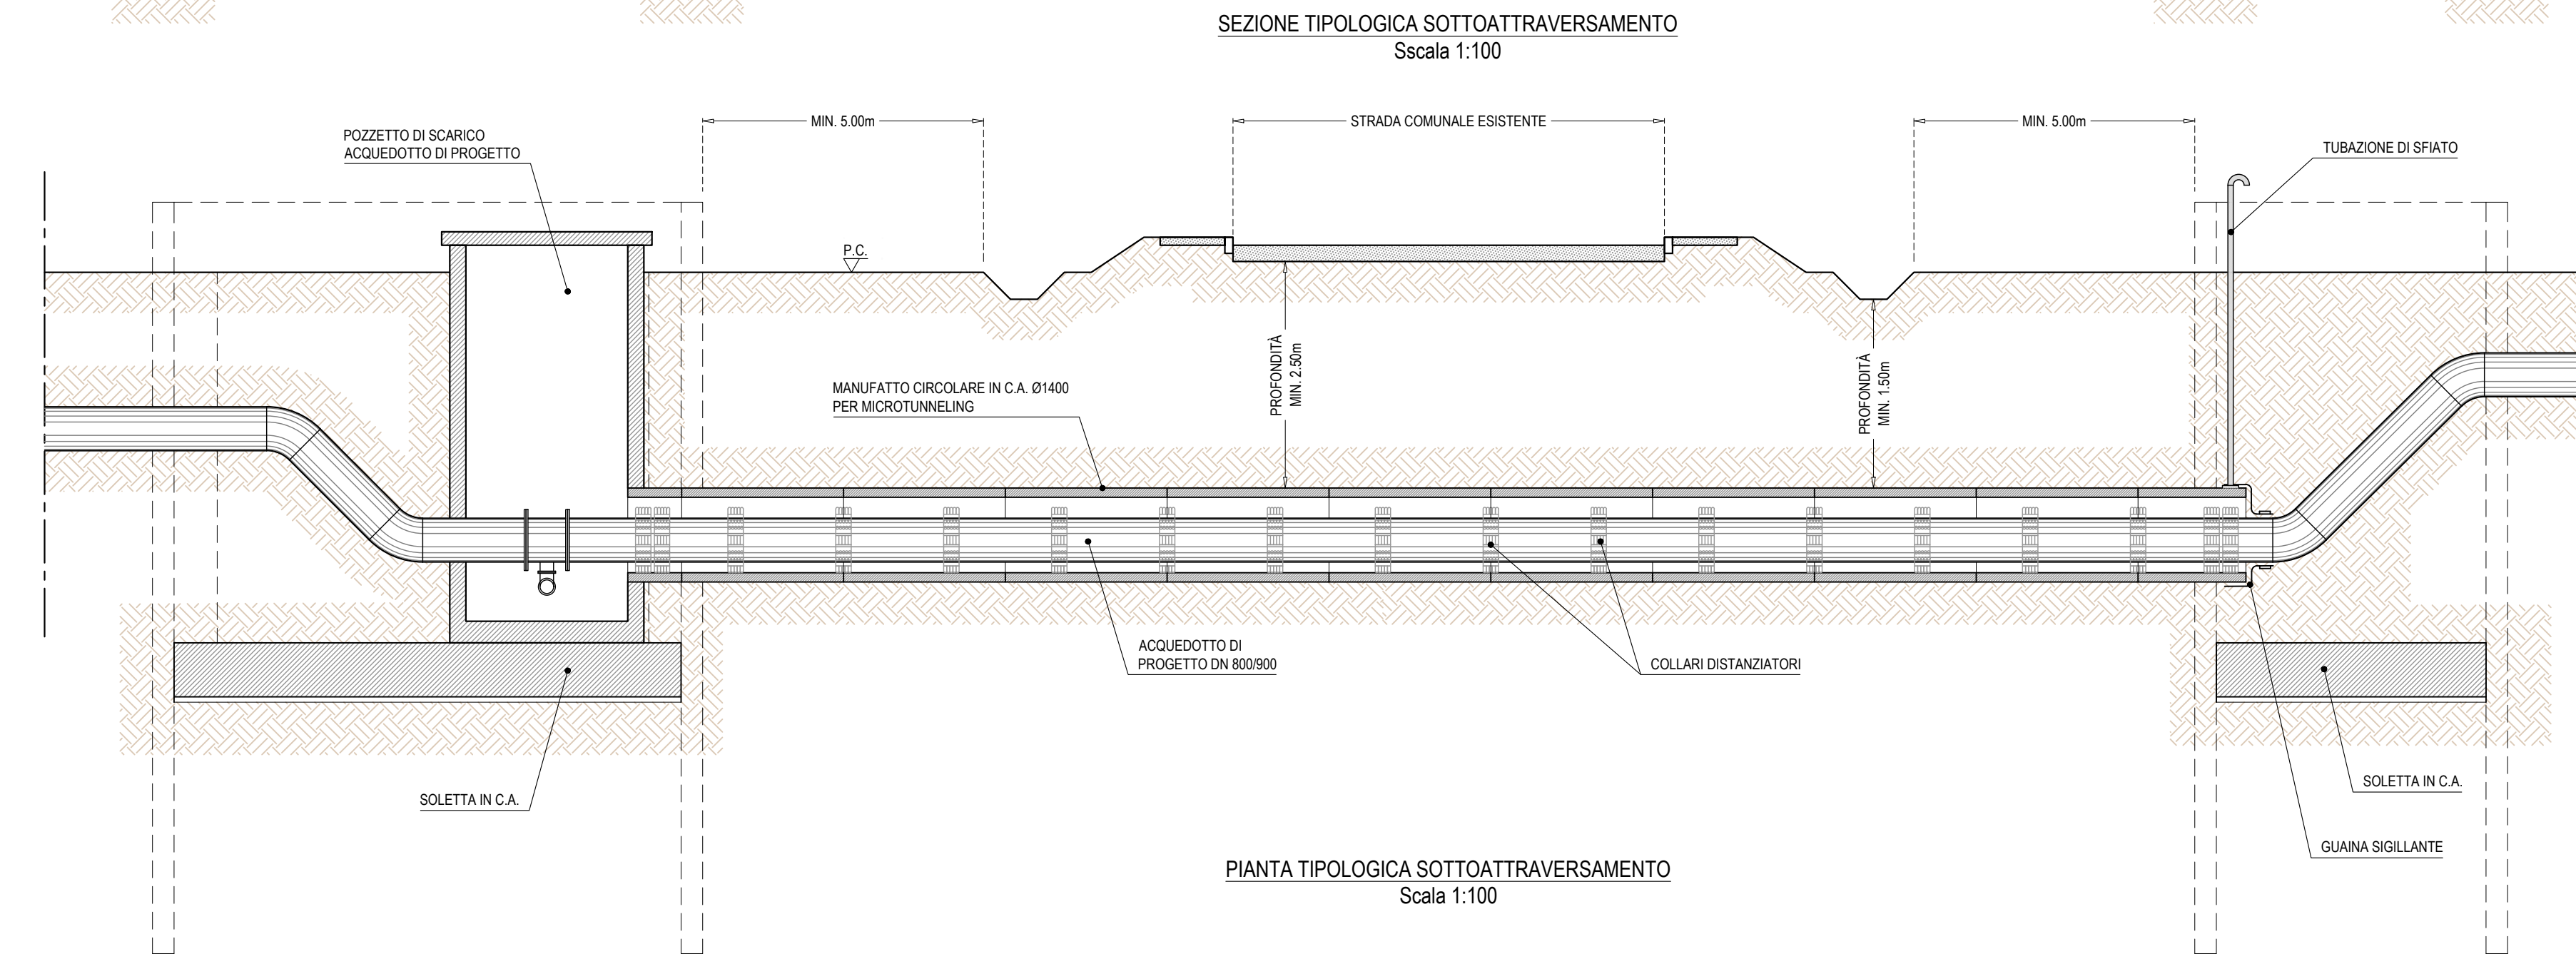 SEZIONE TIPOLOGICA SOTTOATTRAVERSAMENTO
Sscala 1:100
MIN. 5.00m
STRADA COMUNALE ESISTENTE
MIN. 5.00m
POZZETTO DI SCARICO
ACQUEDOTTO DI PROGETTO
TUBAZIONE DI SFIATO
P.C.
PROFONDITÀ
MIN. 2.50m
PROFONDITÀ
MIN. 1.50m
MANUFATTO CIRCOLARE IN C.A. Ø1400
PER MICROTUNNELING
ACQUEDOTTO DI
PROGETTO DN 800/900
COLLARI DISTANZIATORI
SOLETTA IN C.A.
SOLETTA IN C.A.
GUAINA SIGILLANTE
PIANTA TIPOLOGICA SOTTOATTRAVERSAMENTO
Scala 1:100